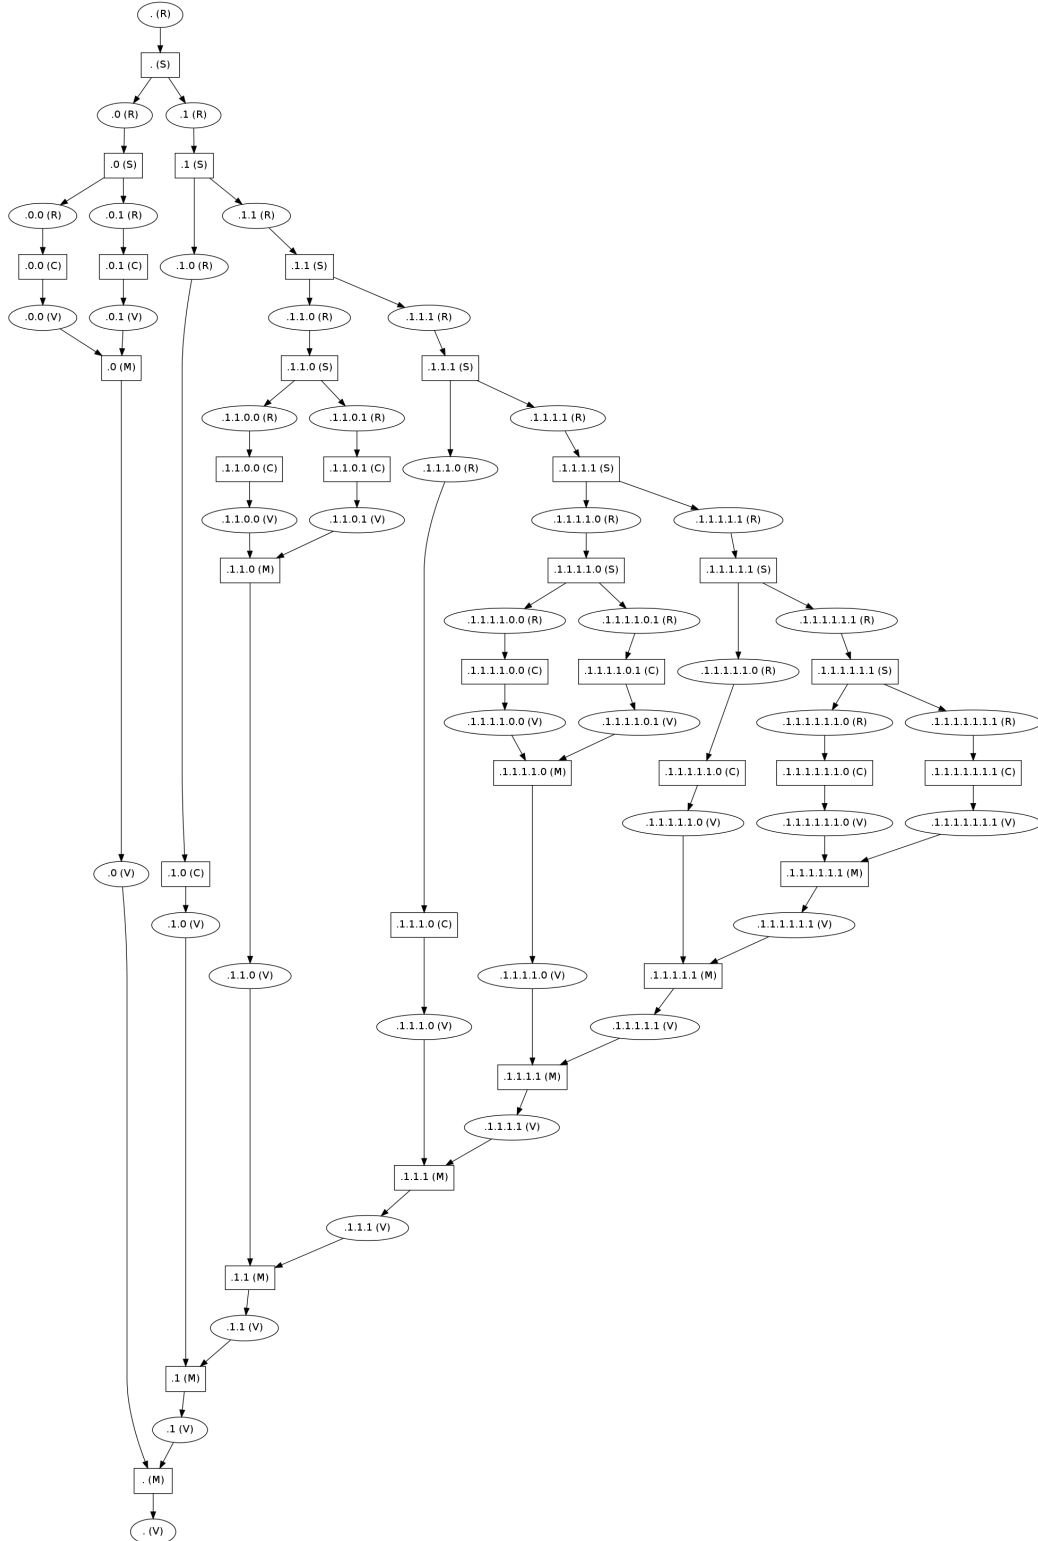 . (R)
. (S)
.0 (R)
.1 (R)
.0 (S)
.1 (S)
.0.0 (R)
.0.1 (R)
.1.1 (R)
.0.0 (C)
.0.1 (C)
.1.0 (R)
.1.1 (S)
.0.0 (V)
.0.1 (V)
.1.1.0 (R)
.1.1.1 (R)
.0 (M)
.1.1.0 (S)
.1.1.1 (S)
.1.1.0.0 (R)
.1.1.0.1 (R)
.1.1.1.1 (R)
.1.1.0.0 (C)
.1.1.0.1 (C)
.1.1.1.0 (R)
.1.1.1.1 (S)
.1.1.0.0 (V)
.1.1.0.1 (V)
.1.1.1.1.0 (R)
.1.1.1.1.1 (R)
.1.1.0 (M)
.1.1.1.1.0 (S)
.1.1.1.1.1 (S)
.1.1.1.1.0.0 (R)
.1.1.1.1.0.1 (R)
.1.1.1.1.1.1 (R)
.1.1.1.1.0.0 (C)
.1.1.1.1.0.1 (C)
.1.1.1.1.1.0 (R)
.1.1.1.1.1.1 (S)
.1.1.1.1.0.0 (V)
.1.1.1.1.0.1 (V)
.1.1.1.1.1.1.0 (R)
.1.1.1.1.1.1.1 (R)
.1.1.1.1.0 (M)
.1.1.1.1.1.0 (C)
.1.1.1.1.1.1.0 (C)
.1.1.1.1.1.1.1 (C)
.1.1.1.1.1.0 (V)
.1.1.1.1.1.1.0 (V)
.1.1.1.1.1.1.1 (V)
.0 (V)
.1.0 (C)
.1.1.1.1.1.1 (M)
.1.0 (V)
.1.1.1.0 (C)
.1.1.1.1.1.1 (V)
.1.1.0 (V)
.1.1.1.1.0 (V)
.1.1.1.1.1 (M)
.1.1.1.0 (V)
.1.1.1.1.1 (V)
.1.1.1.1 (M)
.1.1.1.1 (V)
.1.1.1 (M)
.1.1.1 (V)
.1.1 (M)
.1.1 (V)
.1 (M)
.1 (V)
. (M)
. (V)